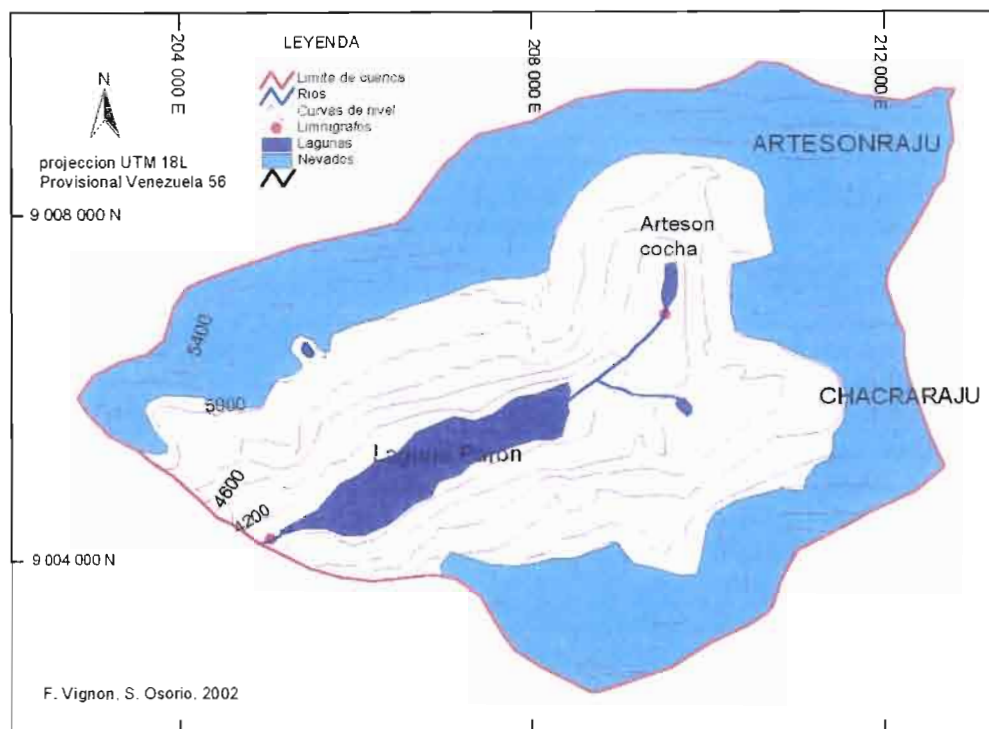 204 000 E
208 000 E
212 000 E
LEYENDA
Limite de cuenca
Rios
Curvas de nivel
Limnigrafos
Lagunas
Nevados
N
projeccion UTM 18L
Provisional Venezuela 56
9 008 000 N
ARTESONRAJU
Arteson
cocha
5400
5000
CHACRARAJU
Laguna Paron
4600
4200
9 004 000 N
F. Vignon, S. Osorio, 2002